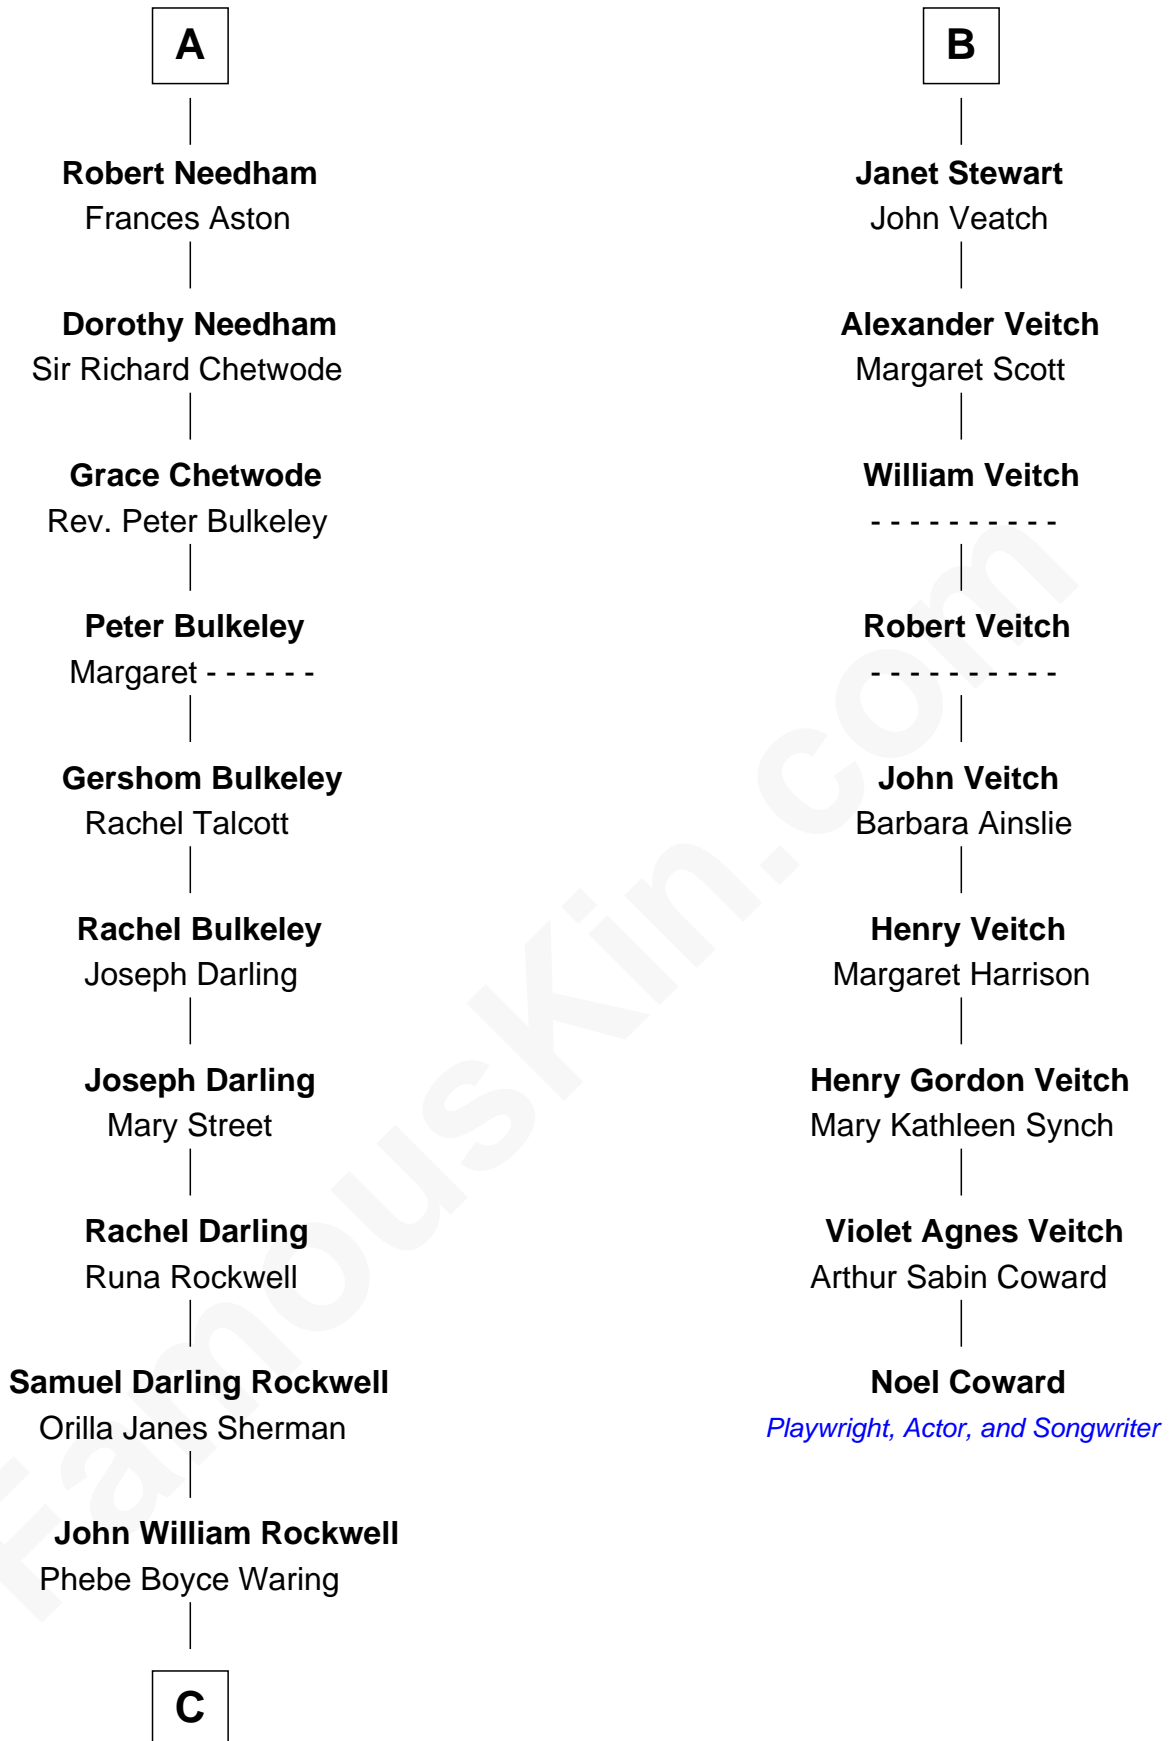 A
Robert Needham
Frances Aston
Dorothy Needham
Sir Richard Chetwode
Grace Chetwode
Rev. Peter Bulkeley
Peter Bulkeley
Margaret - - - - - -
Gershom Bulkeley
Rachel Talcott
Rachel Bulkeley
Joseph Darling
Joseph Darling
Mary Street
Rachel Darling
Runa Rockwell
Samuel Darling Rockwell
Orilla Janes Sherman
John William Rockwell
Phebe Boyce Waring
C
B
Janet Stewart
John Veatch
Alexander Veitch
Margaret Scott
William Veitch
- - - - - - - - - -
Robert Veitch
- - - - - - - - - -
John Veitch
Barbara Ainslie
Henry Veitch
Margaret Harrison
Henry Gordon Veitch
Mary Kathleen Synch
Violet Agnes Veitch
Arthur Sabin Coward
Noel Coward
Playwright, Actor, and Songwriter
FamousKin.com